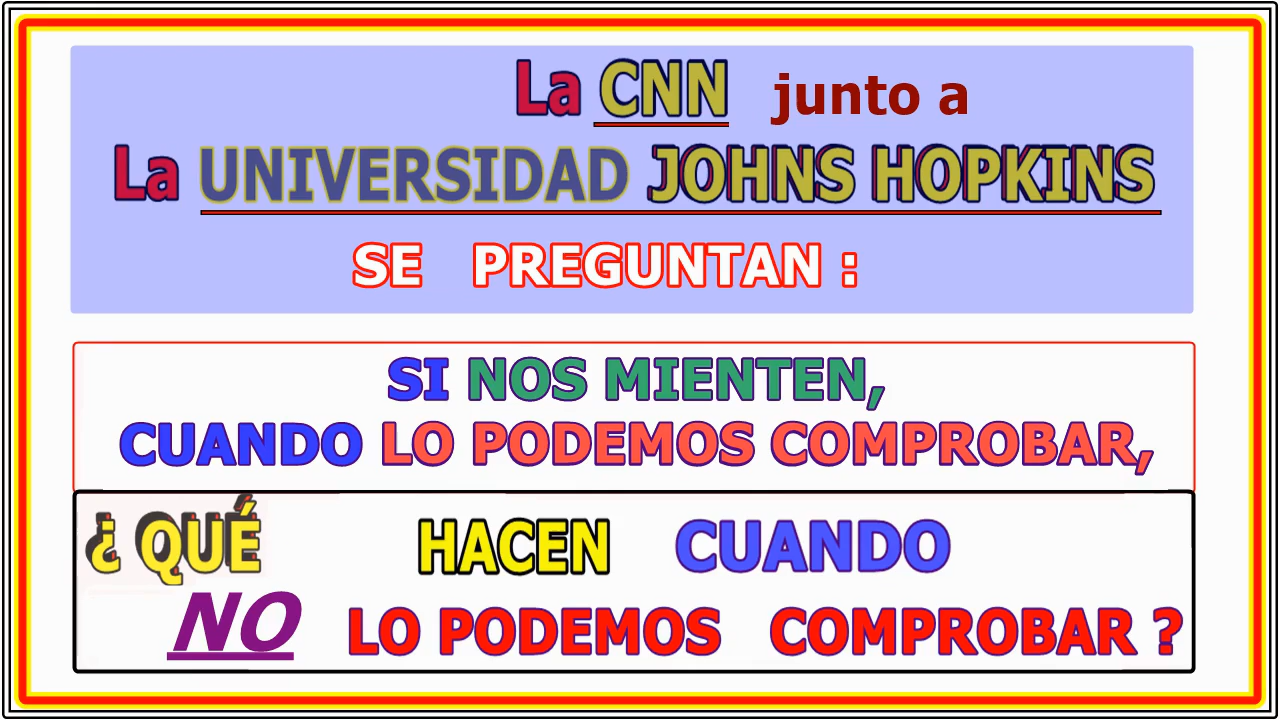 La CNN junto a
La UNIVERSIDAD JOHNS HOPKINS
SE PREGUNTAN :
SI NOS MIENTEN,
CUANDO LO PODEMOS COMPROBAR,
¿ QUÉ HACEN CUANDO
NO LO PODEMOS COMPROBAR ?